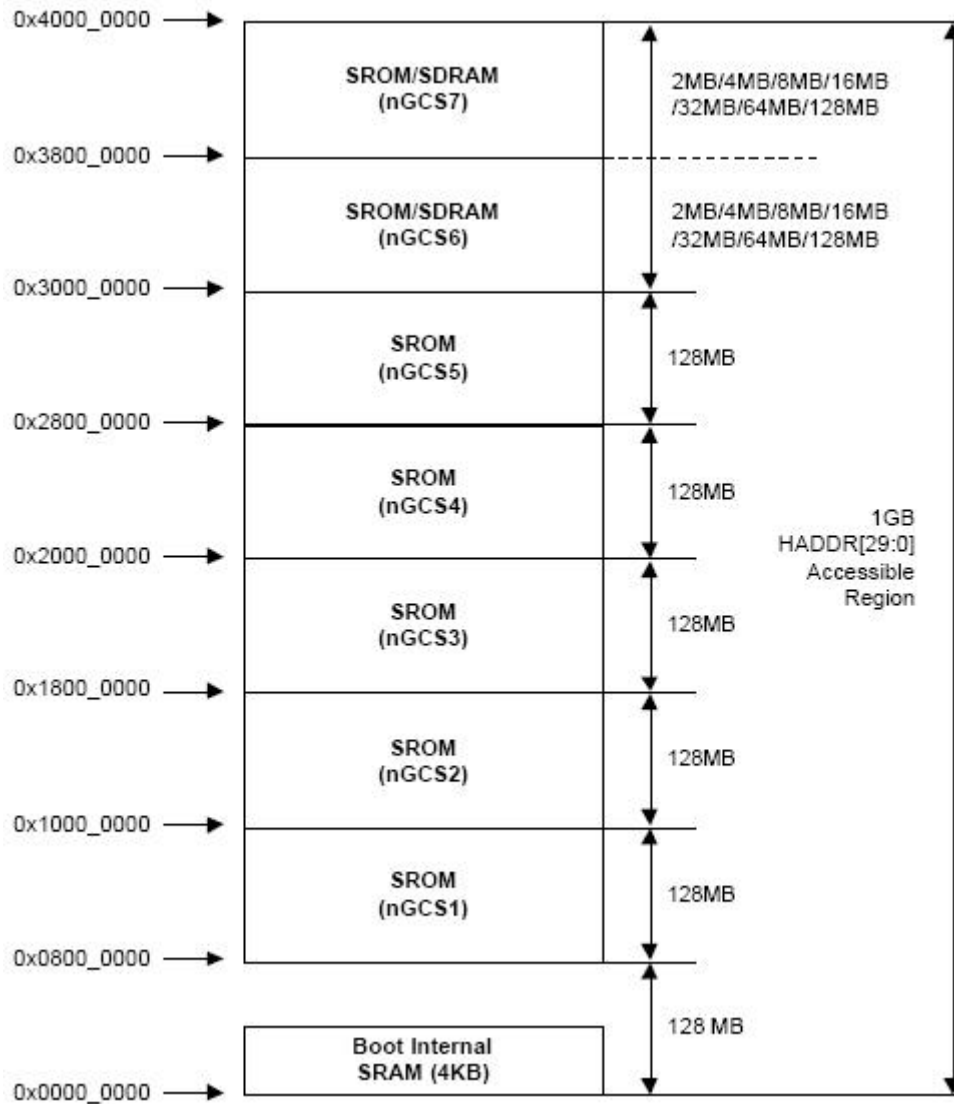 0x4000_0000
SROM/SDRAM
(nGCS7)
2MB/4MB/8MB/16MB
/32MB/64MB/128MB
0x3800_0000
SROM/SDRAM
(nGCS6)
2MB/4MB/8MB/16MB
/32MB/64MB/128MB
0x3000_0000
SROM
(nGCS5)
128MB
0x2800_0000
SROM
(nGCS4)
128MB
1GB
HADDR[29:0]
Accessible
Region
0x2000_0000
SROM
(nGCS3)
128MB
0x1800_0000
SROM
(nGCS2)
128MB
0x1000_0000
SROM
(nGCS1)
128MB
0x0800_0000
128 MB
Boot Internal
SRAM (4KB)
0x0000_0000